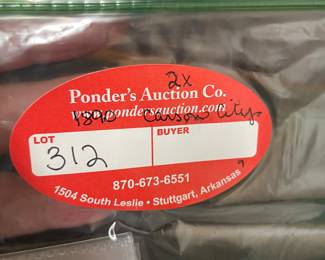 2x
Ponder's Auction Co.
www.pondersauction.com
1890 Carson City
LOT
BUYER
312
870-673-6551
1504 South Leslie • Stuttgart, Arkansas